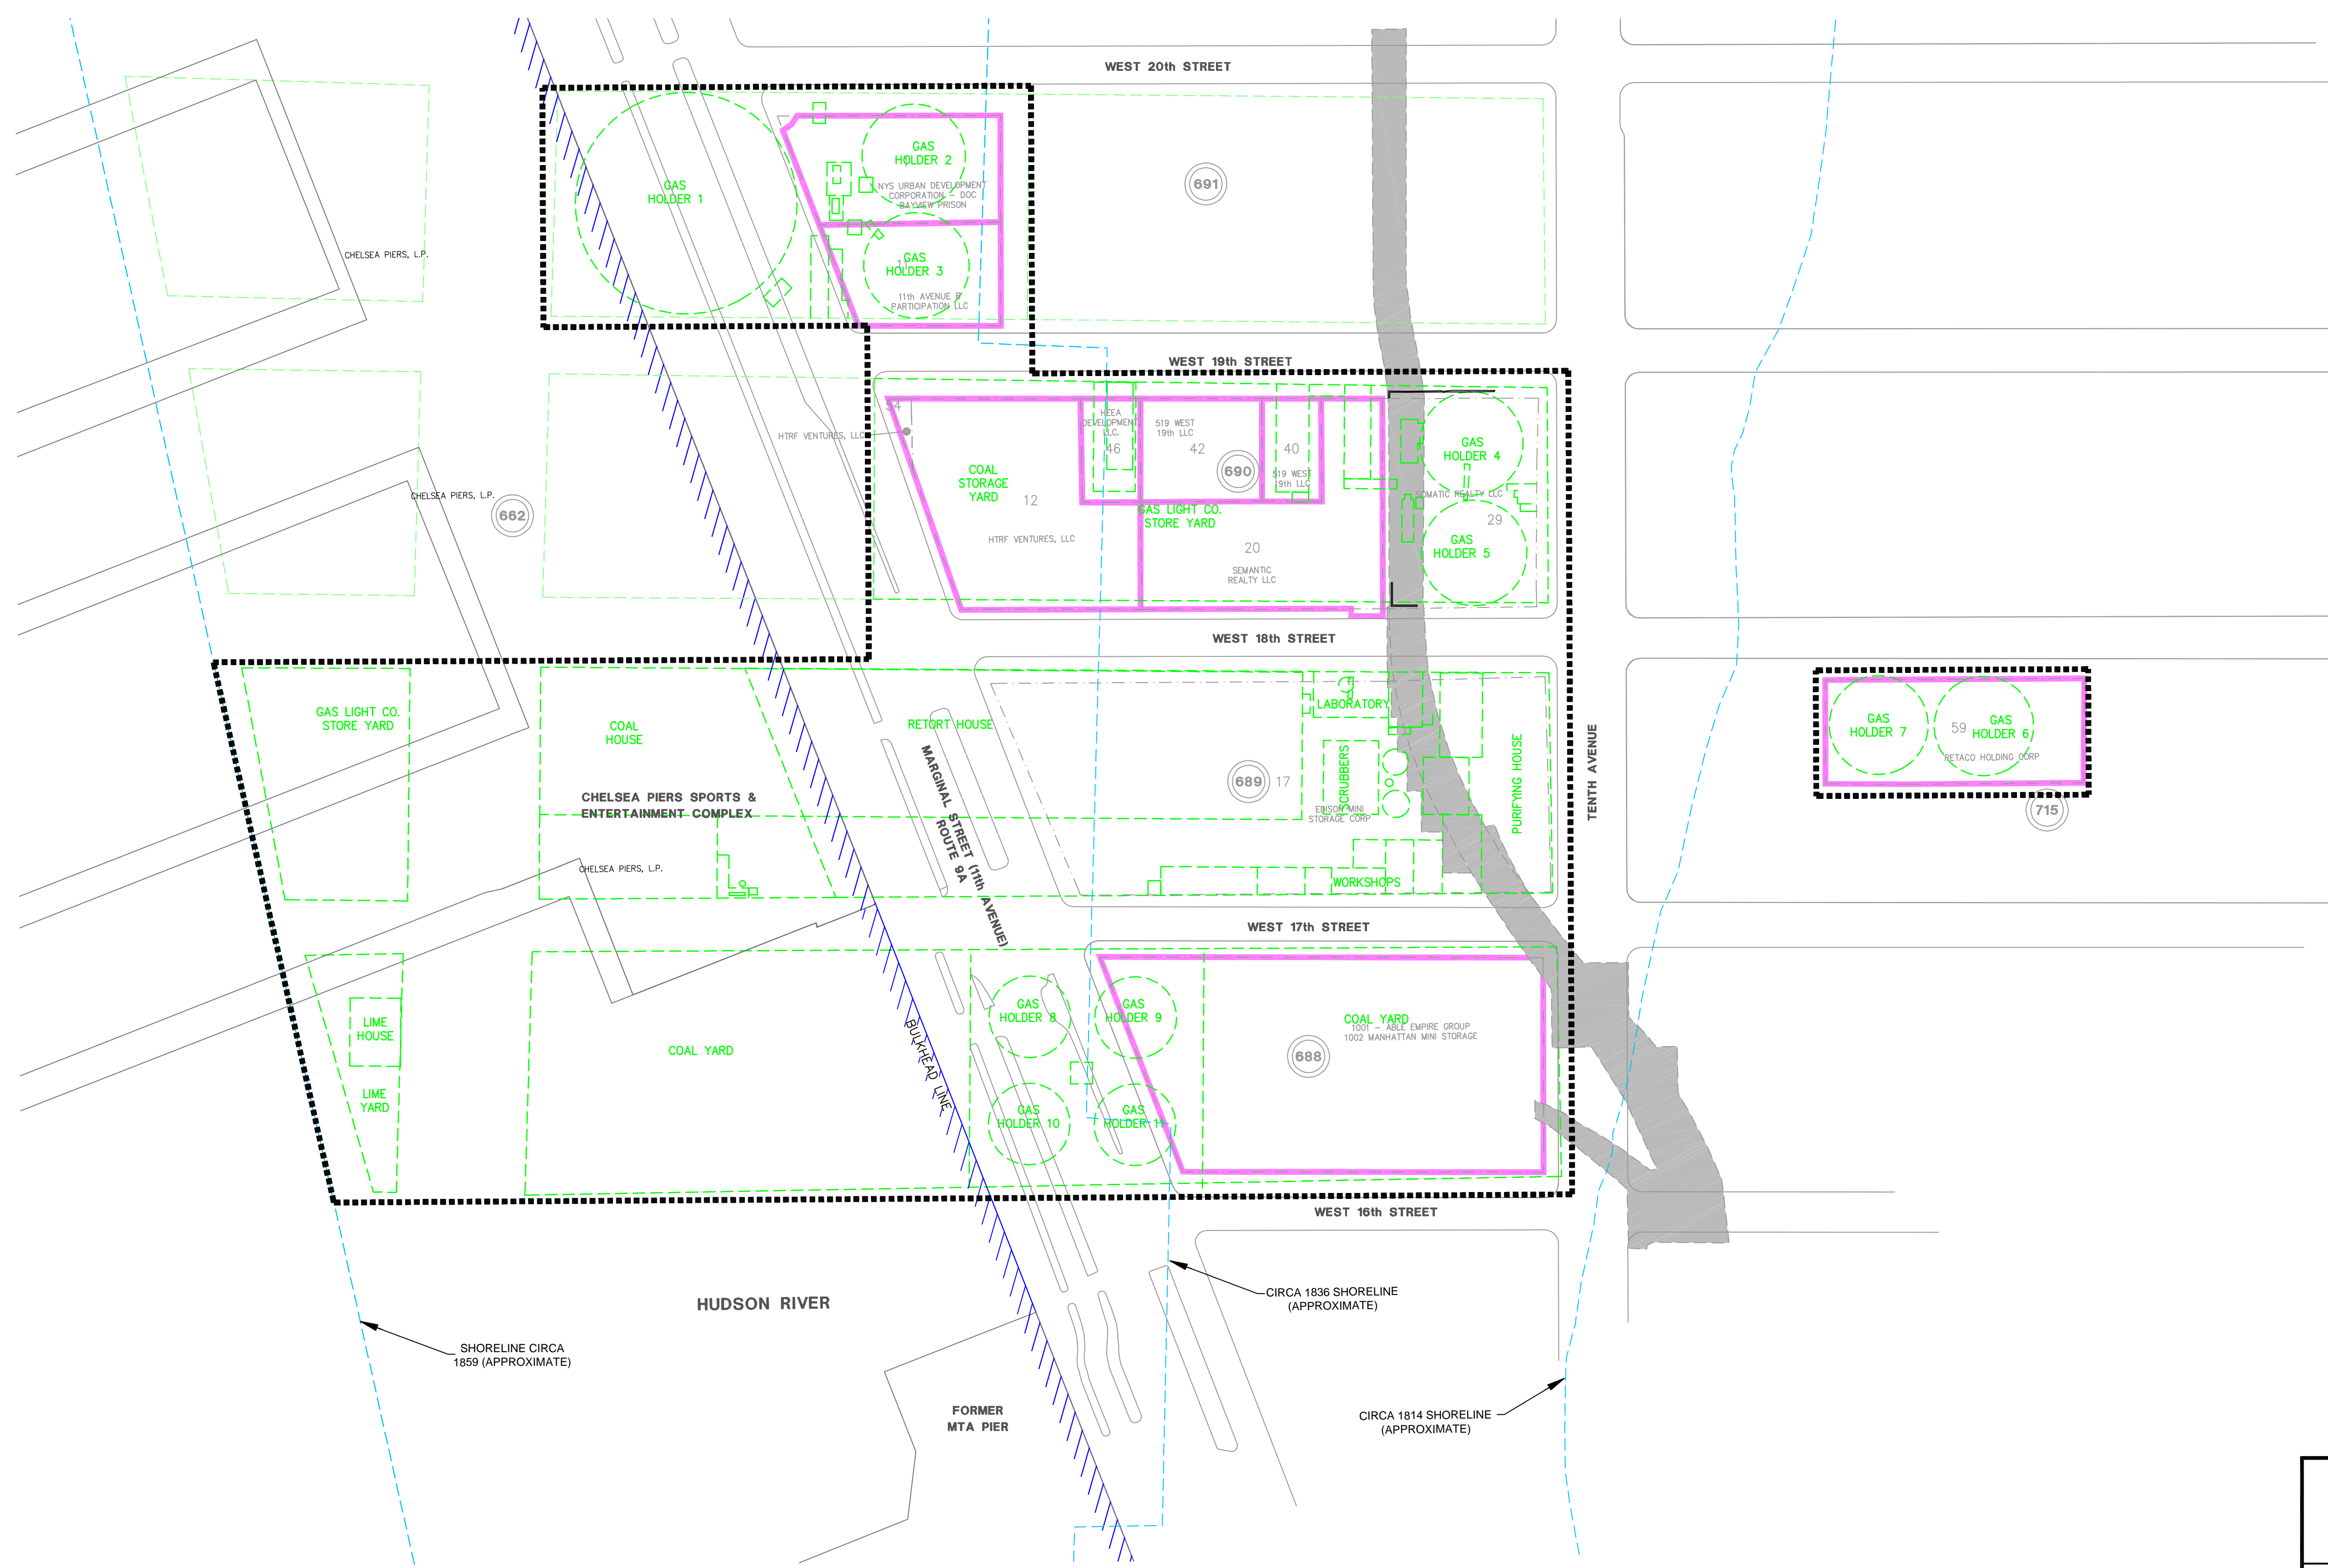 WEST 20th STREET
GAS
HOLDER 1
GAS
HOLDER 2
NYS URBAN DEVELOPMENT
CORPORATION - DOC
BAYVIEW PRISON
691
CHELSEA PIERS, L.P.
GAS
HOLDER 3
11
11th AVENUE B
PARTICIPATION LLC
WEST 19th STREET
54
HTRF VENTURES, LLC
HEEA
DEVELOPMENT,
LLC.
46
519 WEST
19th LLC
42
40
519 WEST
19th LLC
690
GAS
HOLDER 4
COAL
STORAGE
YARD
12
HTRF VENTURES, LLC
GAS LIGHT CO.
STORE YARD
20
SEMANTIC
REALTY LLC
SOMATIC REALTY LLC
29
GAS
HOLDER 5
CHELSEA PIERS, L.P.
662
WEST 18th STREET
GAS LIGHT CO.
STORE YARD
COAL
HOUSE
RETORT HOUSE
LABORATORY
SCRUBBERS
PURIFYING HOUSE
TENTH AVENUE
GAS
HOLDER 7
59
GAS
HOLDER 6
RETACO HOLDING CORP
715
689
17
EDISON MINI
STORAGE CORP
CHELSEA PIERS SPORTS &
ENTERTAINMENT COMPLEX
MARGINAL STREET (11th AVENUE)
ROUTE 9A
CHELSEA PIERS, L.P.
WORKSHOPS
WEST 17th STREET
LIME
HOUSE
LIME
YARD
COAL YARD
BULKHEAD LINE
GAS
HOLDER 8
GAS
HOLDER 9
GAS
HOLDER 10
GAS
HOLDER 11
COAL YARD
1001 - ABLE EMPIRE GROUP
1002 MANHATTAN MINI STORAGE
688
WEST 16th STREET
HUDSON RIVER
CIRCA 1836 SHORELINE
(APPROXIMATE)
SHORELINE CIRCA
1859 (APPROXIMATE)
FORMER
MTA PIER
CIRCA 1814 SHORELINE
(APPROXIMATE)